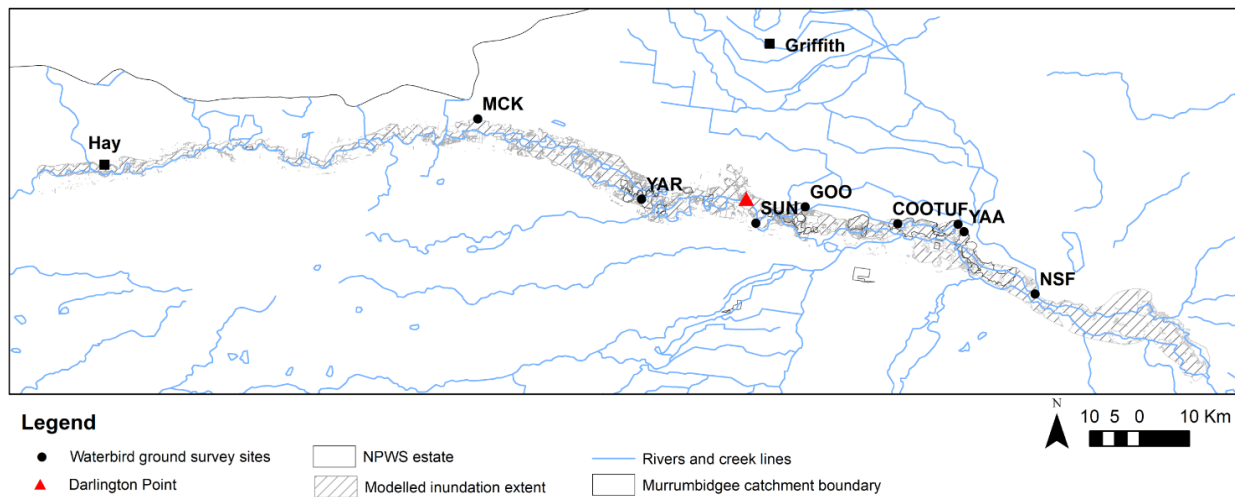 Griffith
MCK
Hay
YAR
GOO
SUN
COOTUF
YAA
NSF
N
10 5 0 10 Km
Legend
Waterbird ground survey sites
NPWS estate
Rivers and creek lines
Darlington Point
Modelled inundation extent
Murrumbidgee catchment boundary